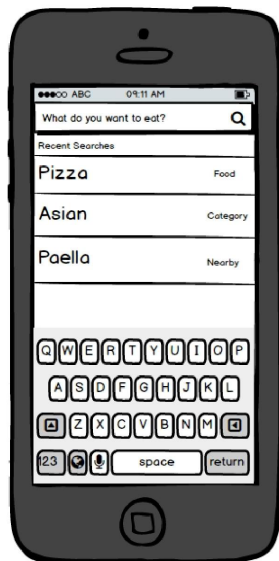 ABC 09:11 AM
What do you want to eat?
Recent Searches
Pizza Food
Asian Category
Paella Nearby
Q W E R T Y U I O P
A S D F G H J K L
Z X C V B N M
123 space return